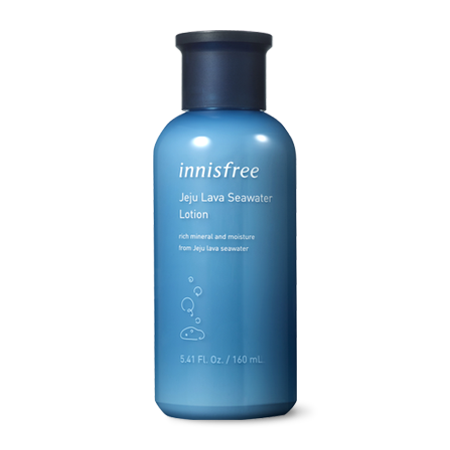 innisfree
Jeju Lava Seawater
Lotion
rich mineral and moisture
from Jeju lava seawater
5.41 Fl. Oz. / 160 mL